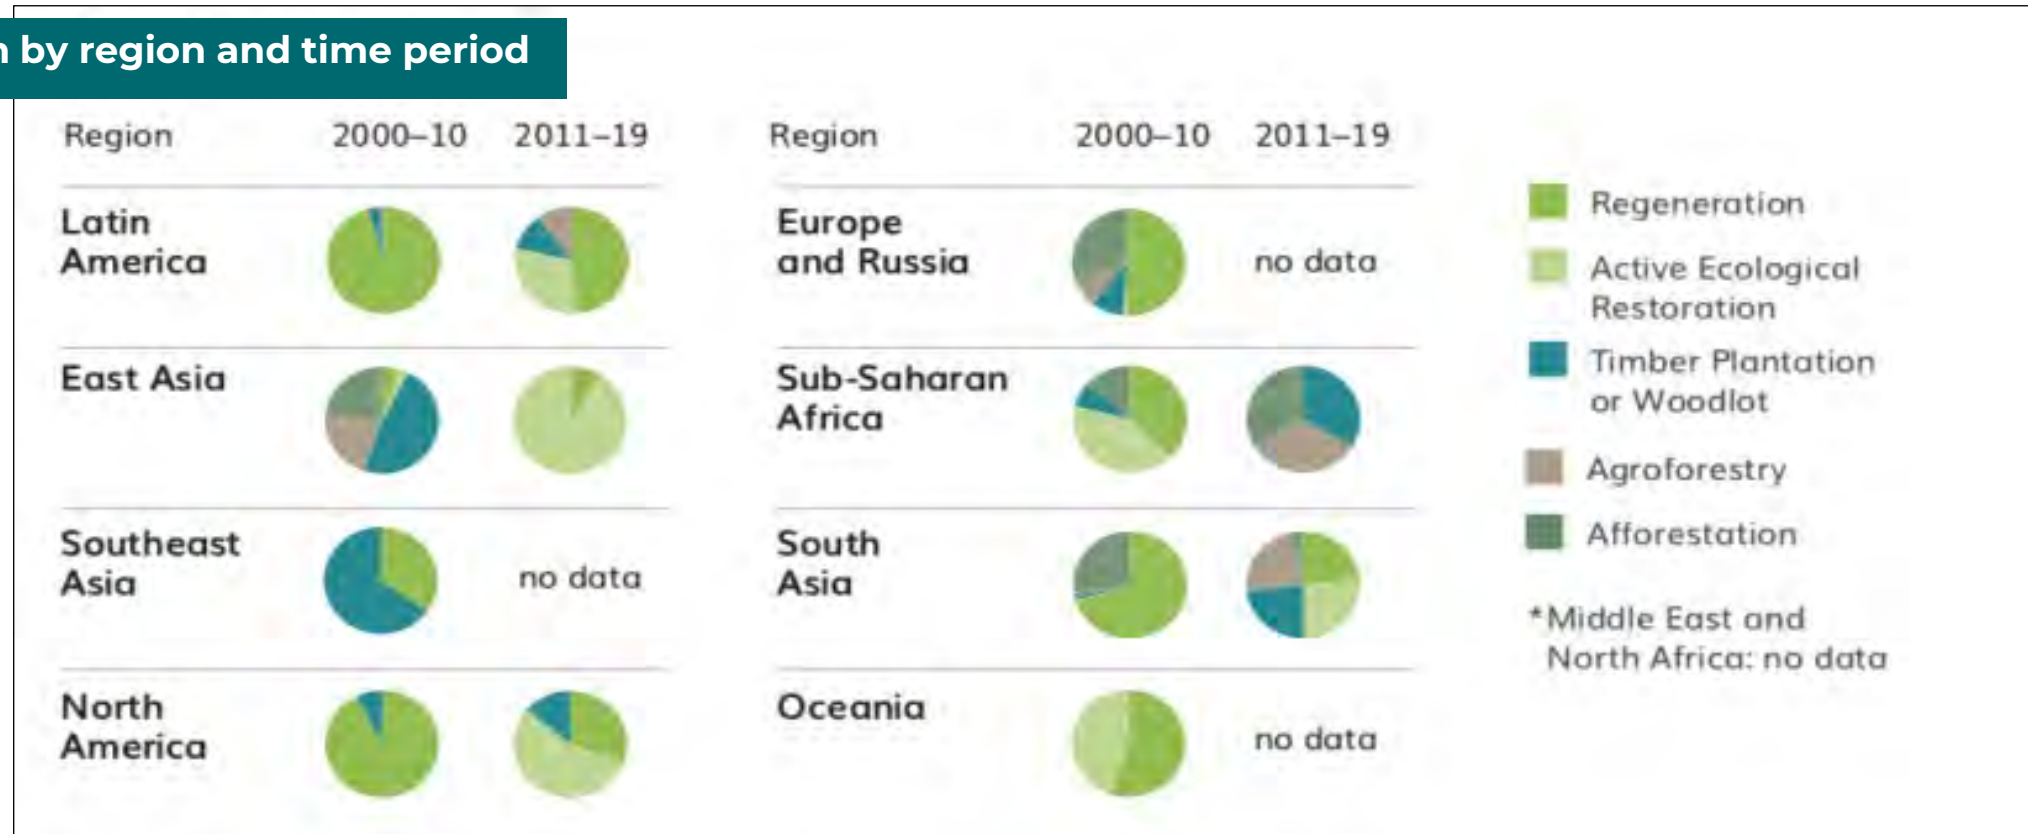 by region and time period
Region 2000–10 2011–19
Latin
America
East Asia
Southeast
Asia
no data
North
America
Region 2000–10 2011–19
Europe
and Russia
no data
Sub-Saharan
Africa
South
Asia
Oceania
no data
Regeneration
Active Ecological
Restoration
Timber Plantation
or Woodlot
Agroforestry
Afforestation
*Middle East and
North Africa: no data